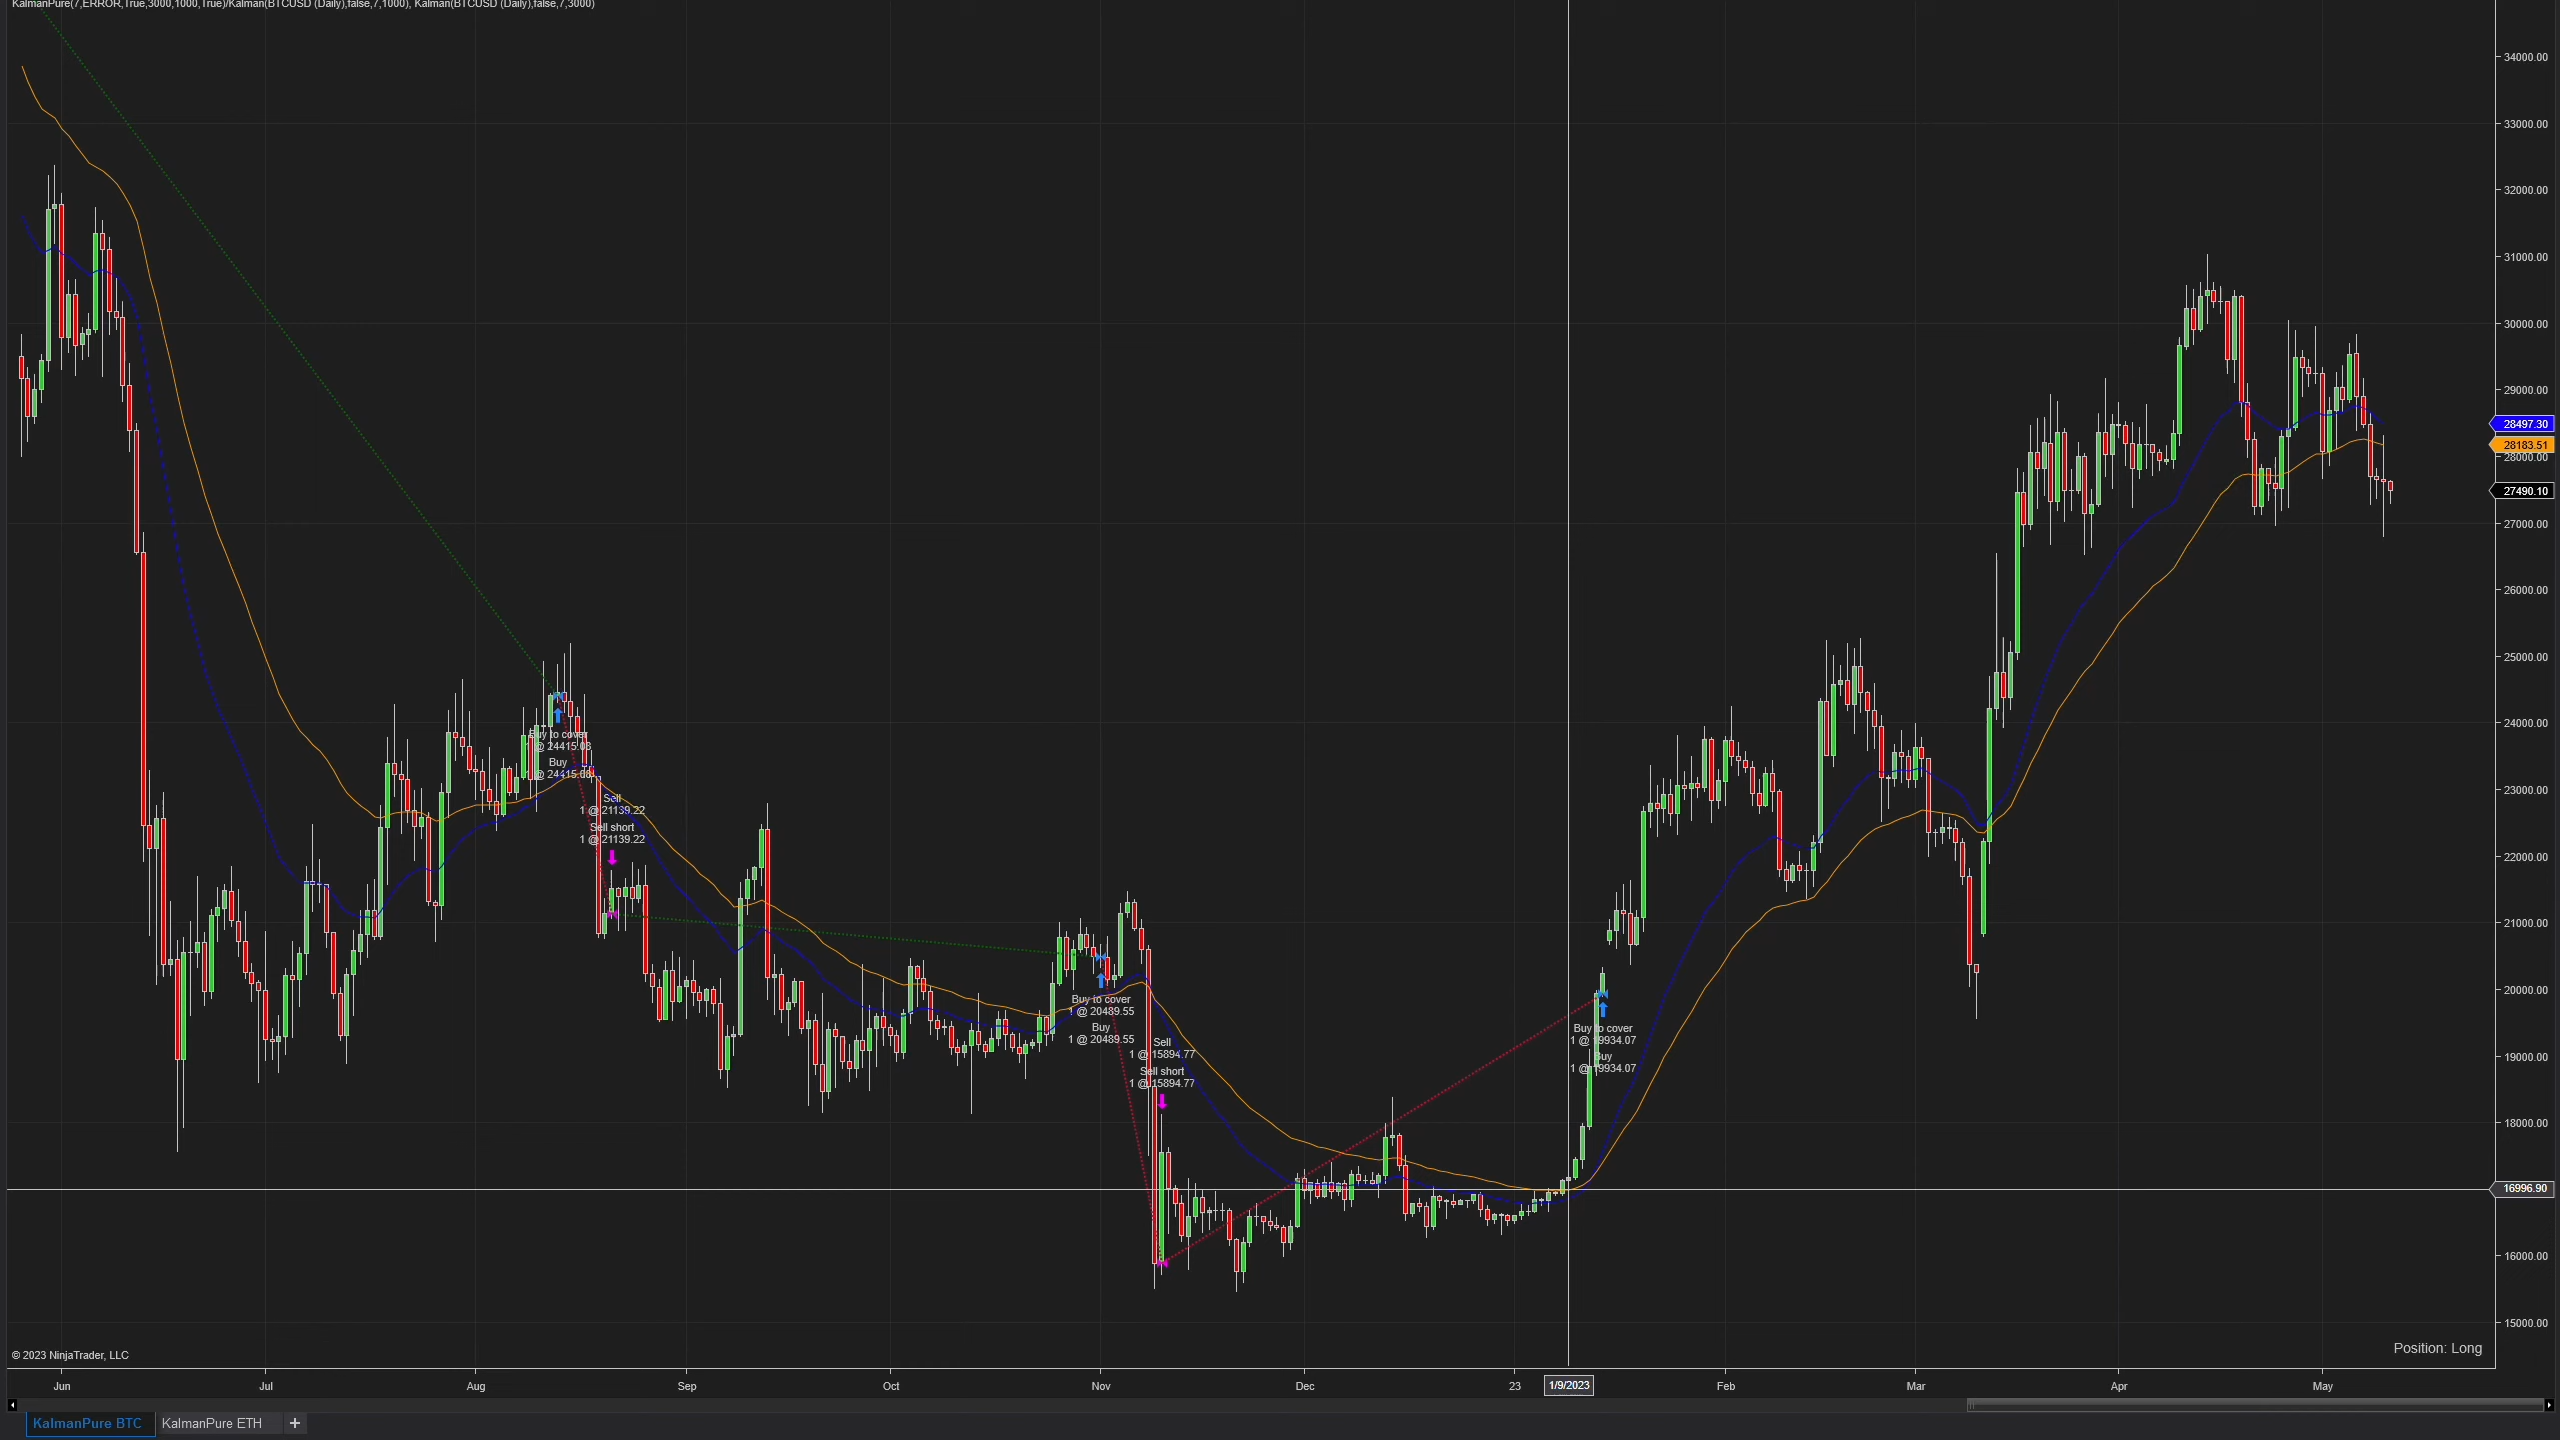 KalmanPure(7,ERROR,True,3000,1000,True)/Kalman(BTCUSD (Daily),false,7,1000), Kalman(BTCUSD (Daily),false,7,3000)
34000.00
33000.00
32000.00
31000.00
30000.00
29000.00
28497.30
28183.51
28000.00
27490.10
27000.00
26000.00
25000.00
24000.00
23000.00
22000.00
21000.00
20000.00
19000.00
18000.00
16996.90
16000.00
15000.00
Buy to cover
1 @ 24415.03
Buy
1 @ 24415.03
Sell
1 @ 21139.22
Sell short
1 @ 21139.22
Buy to cover
1 @ 20489.55
Buy
1 @ 20489.55
Sell
1 @ 15894.77
Sell short
1 @ 15894.77
Buy to cover
1 @ 19934.07
Buy
1 @ 19934.07
© 2023 NinjaTrader, LLC
Position: Long
Jun Jul Aug Sep Oct Nov Dec 23 1/9/2023 Feb Mar Apr May
KalmanPure BTC KalmanPure ETH +